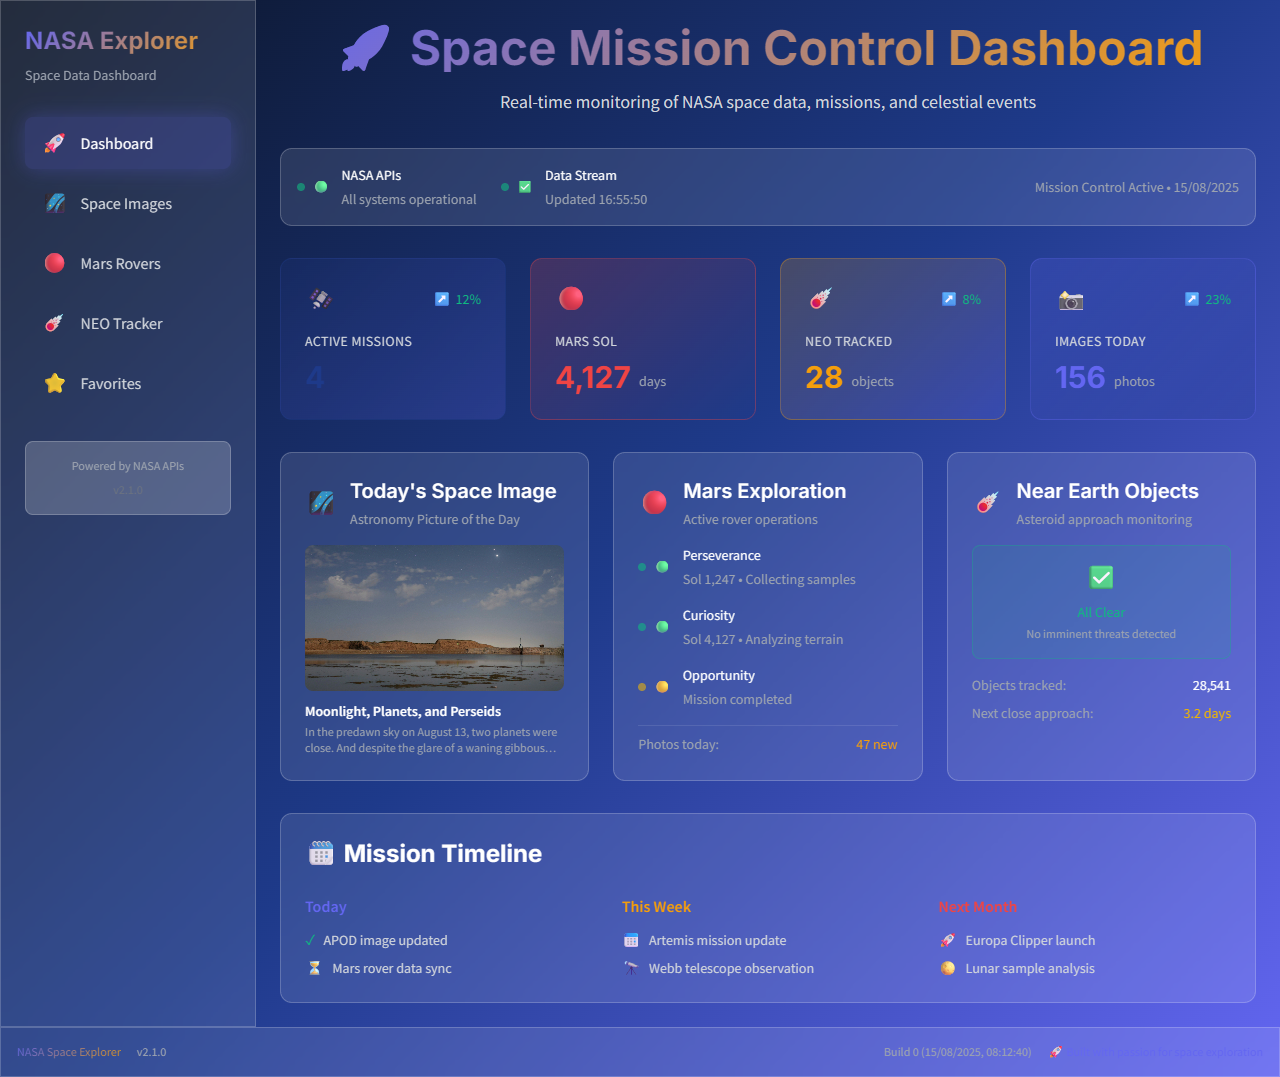 NASA Explorer
Space Data Dashboard
Dashboard
Space Images
Mars Rovers
NEO Tracker
Favorites
Powered by NASA APIs
v2.1.0
Space Mission Control Dashboard
Real-time monitoring of NASA space data, missions, and celestial events
NASA APIs
All systems operational
Data Stream
Updated 16:55:50
Mission Control Active • 15/08/2025
12%
ACTIVE MISSIONS
4
MARS SOL
4,127 days
8%
NEO TRACKED
28 objects
23%
IMAGES TODAY
156 photos
Today's Space Image
Astronomy Picture of the Day
Moonlight, Planets, and Perseids
In the predawn sky on August 13, two planets were
close. And despite the glare of a waning gibbous…
Mars Exploration
Active rover operations
Perseverance
Sol 1,247 • Collecting samples
Curiosity
Sol 4,127 • Analyzing terrain
Opportunity
Mission completed
Photos today: 47 new
Near Earth Objects
Asteroid approach monitoring
All Clear
No imminent threats detected
Objects tracked: 28,541
Next close approach: 3.2 days
Mission Timeline
Today
✓ APOD image updated
Mars rover data sync
This Week
Artemis mission update
Webb telescope observation
Next Month
Europa Clipper launch
Lunar sample analysis
NASA Space Explorer v2.1.0
Build 0 (15/08/2025, 08:12:40)
for space exploration